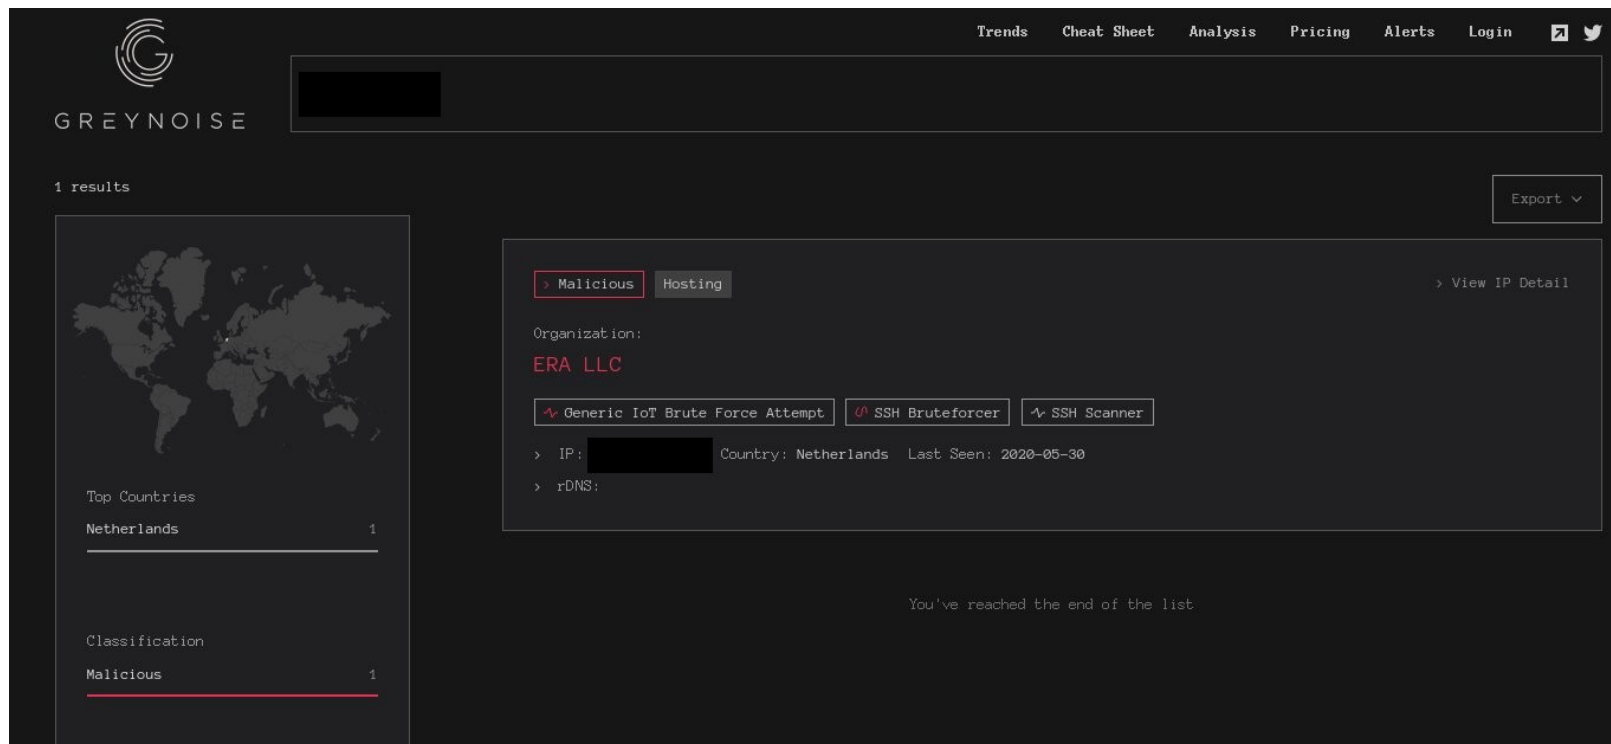 Trends Cheat Sheet Analysis Pricing Alerts Login
GREYNOISE
1 results
Export
Malicious Hosting
> View IP Detail
Organization:
ERA LLC
Generic IoT Brute Force Attempt SSH Bruteforcer SSH Scanner
> IP: Country: Netherlands Last Seen: 2020-05-30
> rDNS:
Top Countries
Netherlands 1
You've reached the end of the list
Classification
Malicious 1